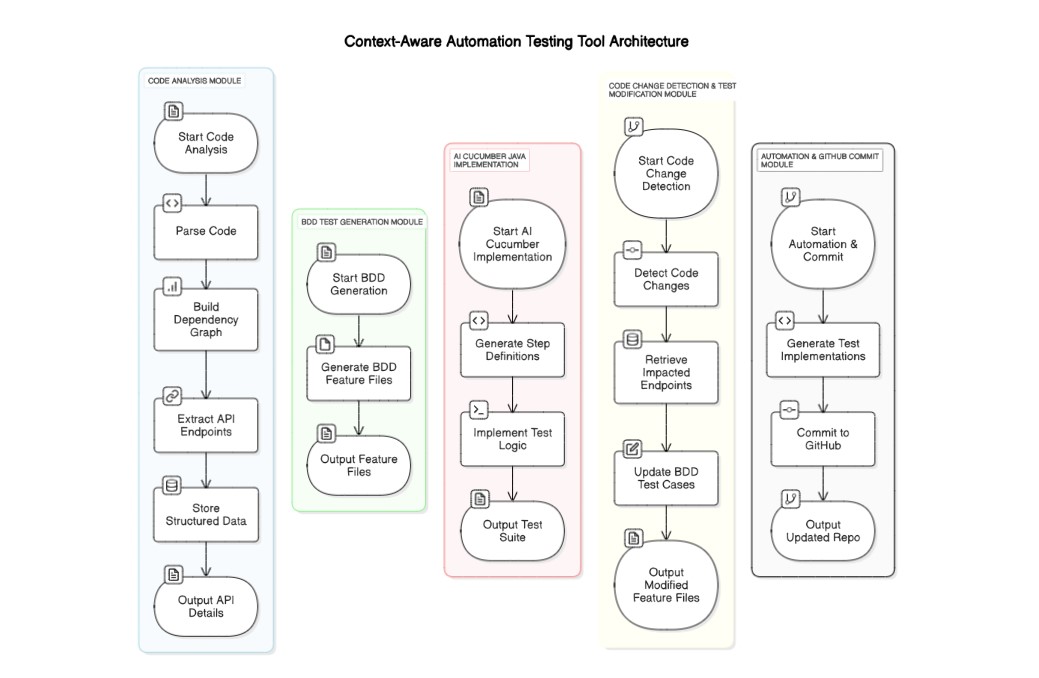 Context-Aware Automation Testing Tool Architecture
CODE ANALYSIS MODULE
Start Code
Analysis
Parse Code
Build
Dependency
Graph
Extract API
Endpoints
Store
Structured Data
Output API
Details
BDD TEST GENERATION MODULE
Start BDD
Generation
Generate BDD
Feature Files
Output Feature
Files
AI CUCUMBER JAVA
IMPLEMENTATION
Start AI
Cucumber
Implementation
Generate Step
Definitions
Implement Test
Logic
Output Test
Suite
CODE CHANGE DETECTION & TEST
MODIFICATION MODULE
Start Code
Change
Detection
Detect Code
Changes
Retrieve
Impacted
Endpoints
Update BDD
Test Cases
Output
Modified
Feature Files
AUTOMATION & GITHUB COMMIT
MODULE
Start
Automation &
Commit
Generate Test
Implementations
Commit to
GitHub
Output
Updated Repo